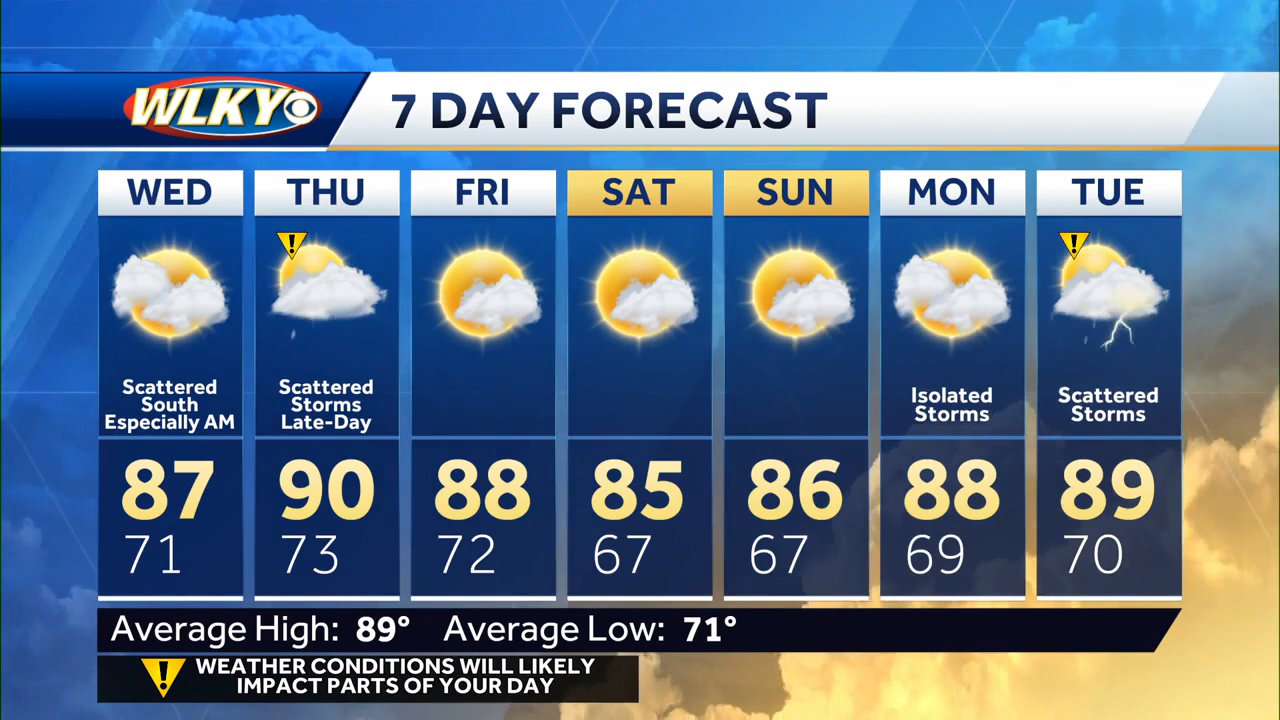 WLKY
7 DAY FORECAST
WED
THU
FRI
SAT
SUN
MON
TUE
!
!
Scattered
South
Especially AM
Scattered
Storms
Late-Day
Isolated
Storms
Scattered
Storms
87
90
88
85
86
88
89
71
73
72
67
67
69
70
Average High: 89° Average Low: 71°
!
WEATHER CONDITIONS WILL LIKELY
IMPACT PARTS OF YOUR DAY